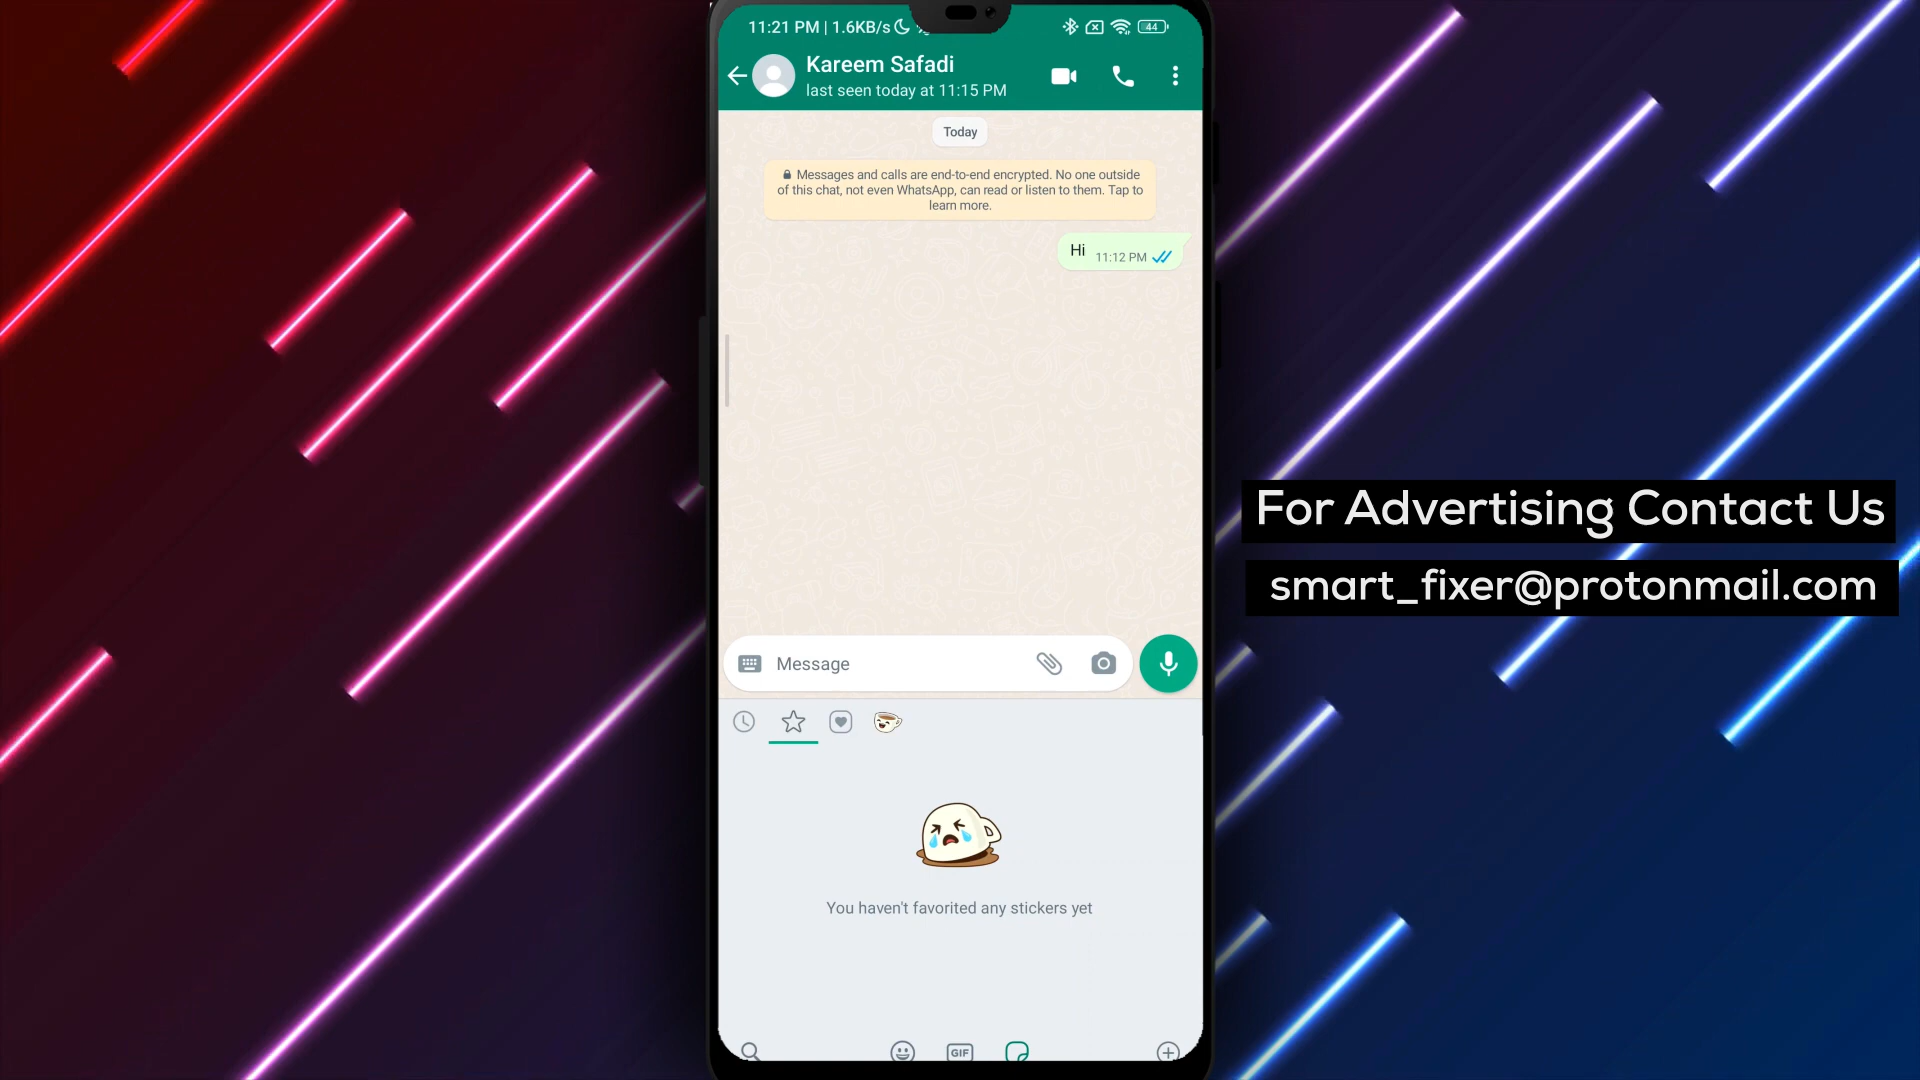 11:21 PM | 1.6KB/s
44
Kareem Safadi
last seen today at 11:15 PM
Today
Messages and calls are end-to-end encrypted. No one outside
of this chat, not even WhatsApp, can read or listen to them. Tap to
learn more.
Hi 11:12 PM
For Advertising Contact Us
smart_fixer@protonmail.com
Message
You haven't favorited any stickers yet
GIF